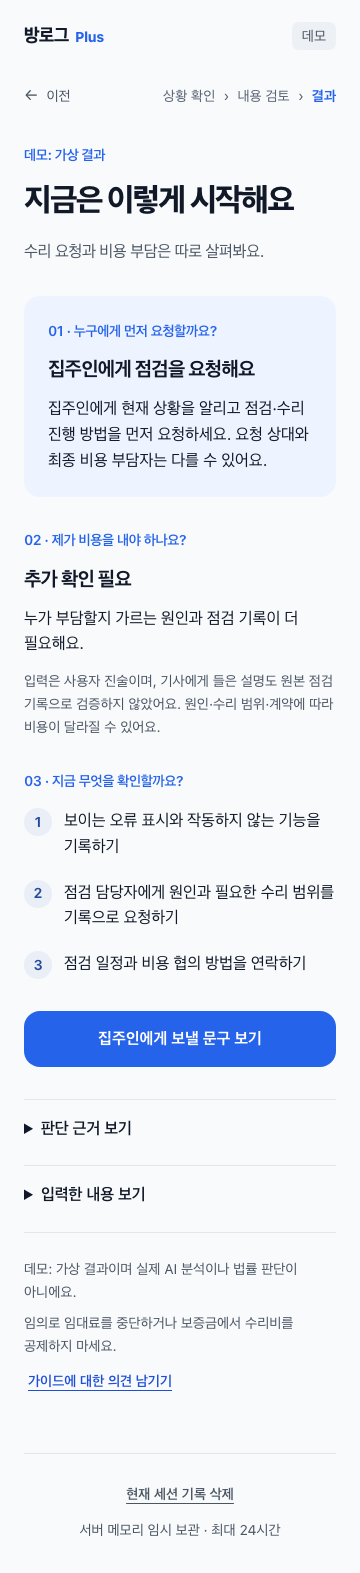 방로그 Plus 데모
← 이전 상황 확인 › 내용 검토 › 결과
데모: 가상 결과
지금은 이렇게 시작해요
수리 요청과 비용 부담은 따로 살펴봐요.
01 · 누구에게 먼저 요청할까요?
집주인에게 점검을 요청해요
집주인에게 현재 상황을 알리고 점검·수리
진행 방법을 먼저 요청하세요. 요청 상대와
최종 비용 부담자는 다를 수 있어요.
02 · 제가 비용을 내야 하나요?
추가 확인 필요
누가 부담할지 가르는 원인과 점검 기록이 더
필요해요.
입력은 사용자 진술이며, 기사에게 들은 설명도 원본 점검
기록으로 검증하지 않았어요. 원인·수리 범위·계약에 따라
비용이 달라질 수 있어요.
03 · 지금 무엇을 확인할까요?
1 보이는 오류 표시와 작동하지 않는 기능을
기록하기
2 점검 담당자에게 원인과 필요한 수리 범위를
기록으로 요청하기
3 점검 일정과 비용 협의 방법을 연락하기
집주인에게 보낼 문구 보기
▶ 판단 근거 보기
▶ 입력한 내용 보기
데모: 가상 결과이며 실제 AI 분석이나 법률 판단이
아니에요.
임의로 임대료를 중단하거나 보증금에서 수리비를
공제하지 마세요.
가이드에 대한 의견 남기기
현재 세션 기록 삭제
서버 메모리 임시 보관 · 최대 24시간